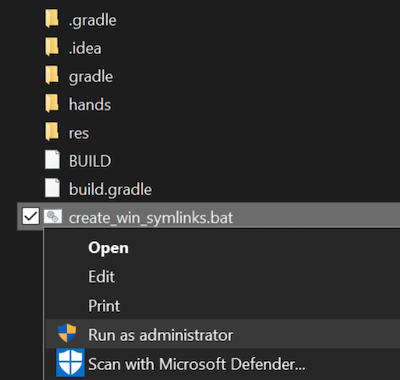 .gradle
.idea
gradle
hands
res
BUILD
build.gradle
create_win_symlinks.bat
Open
Edit
Print
Run as administrator
Scan with Microsoft Defender...